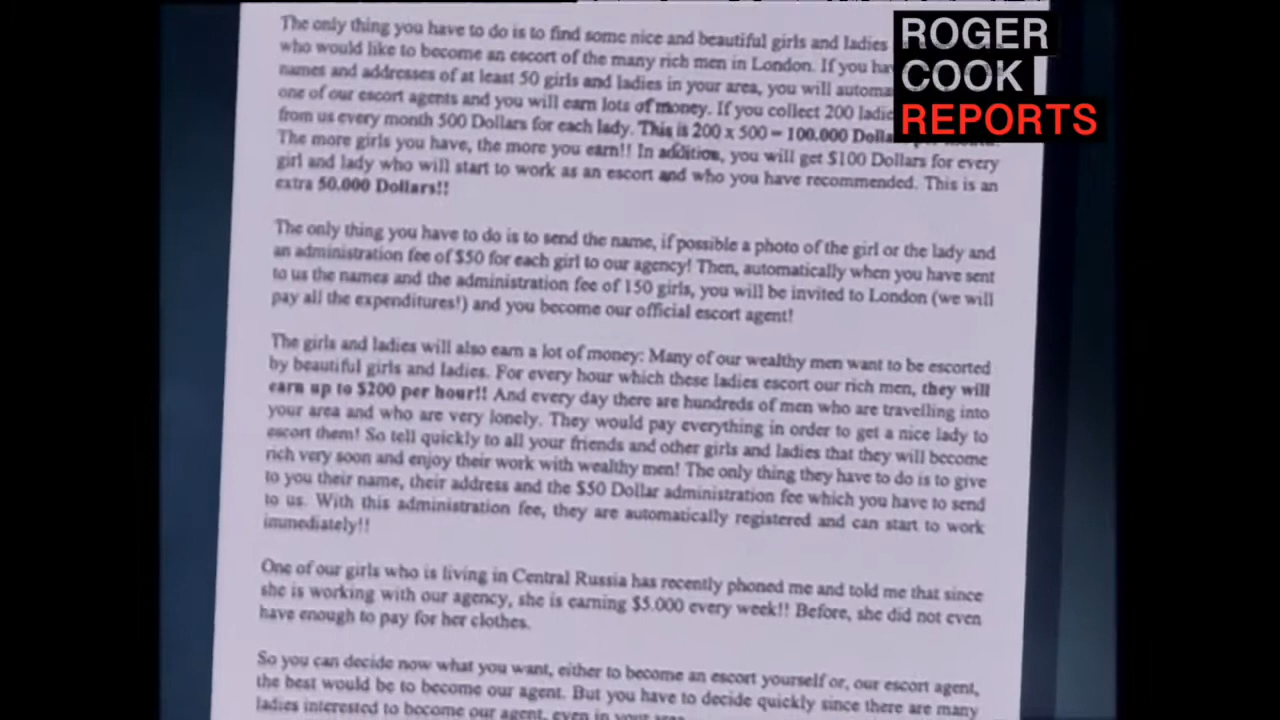 The only thing you have to do is to find some nice and beautiful girls and ladies
who would like to become an escort of the many rich men in London. If you
names and addresses of at least 50 girls and ladies in your area, you will
one of our escort agents and you will earn lots of money. If you collect 200
from us every month 500 Dollars for each lady. This is 200 x 500 = 100.000
The more girls you have, the more you earn!! In addition, you will get $100 Dollars for every
girl and lady who will start to work as an escort and who you have recommended. This is an
extra 50.000 Dollars!!
The only thing you have to do is to send the name, if possible a photo of the girl or the lady and
an administration fee of $50 for each girl to our agency! Then, automatically when you have sent
to us the names and the administration fee of 150 girls, you will be invited to London (we will
pay all the expenditures!) and you become our official escort agent!
The girls and ladies will also earn a lot of money: Many of our wealthy men want to be escorted
by beautiful girls and ladies. For every hour which these ladies escort our rich men, they will
earn up to $200 per hour!! And every day there are hundreds of men who are travelling into
your area and who are very lonely. They would pay everything in order to get a nice lady to
escort them! So tell quickly to all your friends and other girls and ladies that they will become
rich very soon and enjoy their work with wealthy men! The only thing they have to do is to give
to you their name, their address and the $50 Dollar administration fee which you have to send
to us. With this administration fee, they are automatically registered and can start to work
immediately!!
One of our girls who is living in Central Russia has recently phoned me and told me that since
she is working with our agency, she is earning $5.000 every week!! Before, she did not even
have enough to pay for her clothes.
So you can decide now what you want, either to become an escort yourself or, our escort agent,
the best would be to become our agent. But you have to decide quickly since there are many
ladies interested to become our agent, even in your area
ROGER
COOK
REPORTS